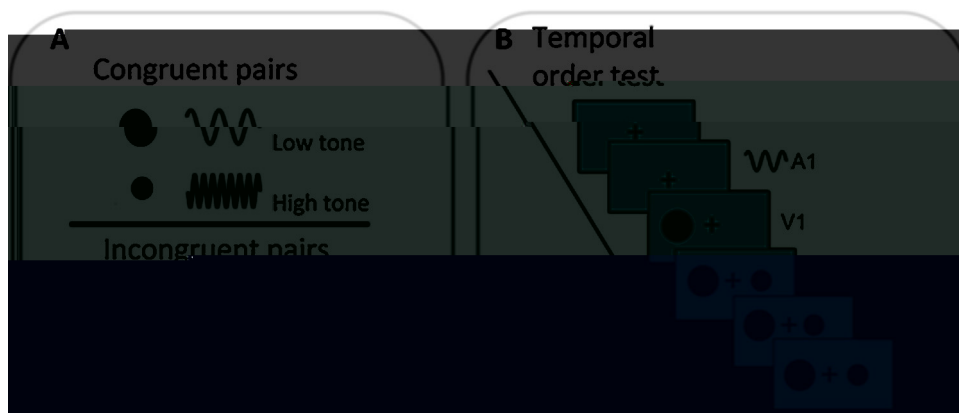 A
Congruent pairs
Low tone
High tone
Incongruent pairs
B
Temporal
order test
A1
V1